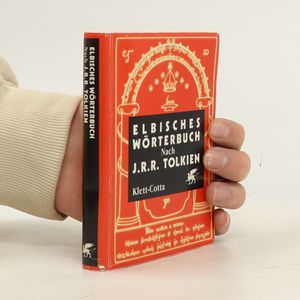 ELBISCHES WÖRTERBUCH
Nach J.R.R. TOLKIEN
ELBISCHES
WÖRTERBUCH
Nach
J.R.R. TOLKIEN
Klett-Cotta